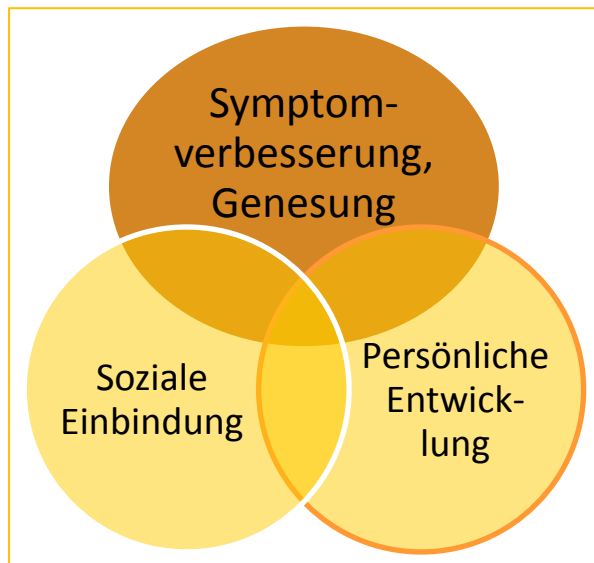 Symptom-
verbesserung,
Genesung
Soziale
Einbindung
Persönliche
Entwick-
lung